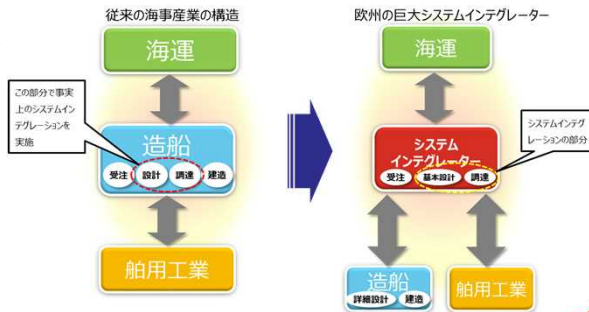 従来の海事産業の構造
海運
この部分で事実
上のシステムイン
テグレーションを
実施
造船
受注 設計 調達 建造
舶用工業
欧州の巨大システムインテグレーター
海運
システム
インテグレーター
受注 基本設計 調達
システムインテグ
レーションの部分
造船
詳細設計 建造
舶用工業